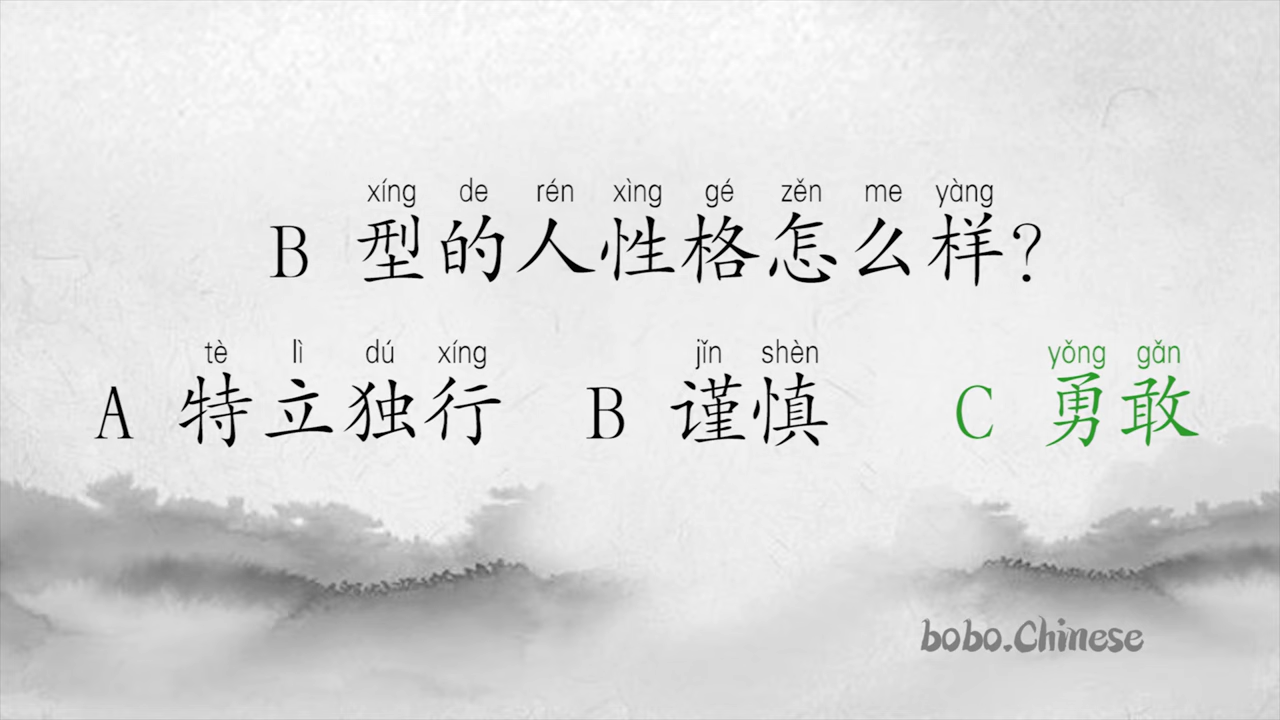 xíng de rén xìng gé zěn me yàng
B 型的人性格怎么样?
tè lì dú xíng jǐn shèn yǒng gǎn
A 特立独行 B 谨慎 C 勇敢
bobo.Chinese